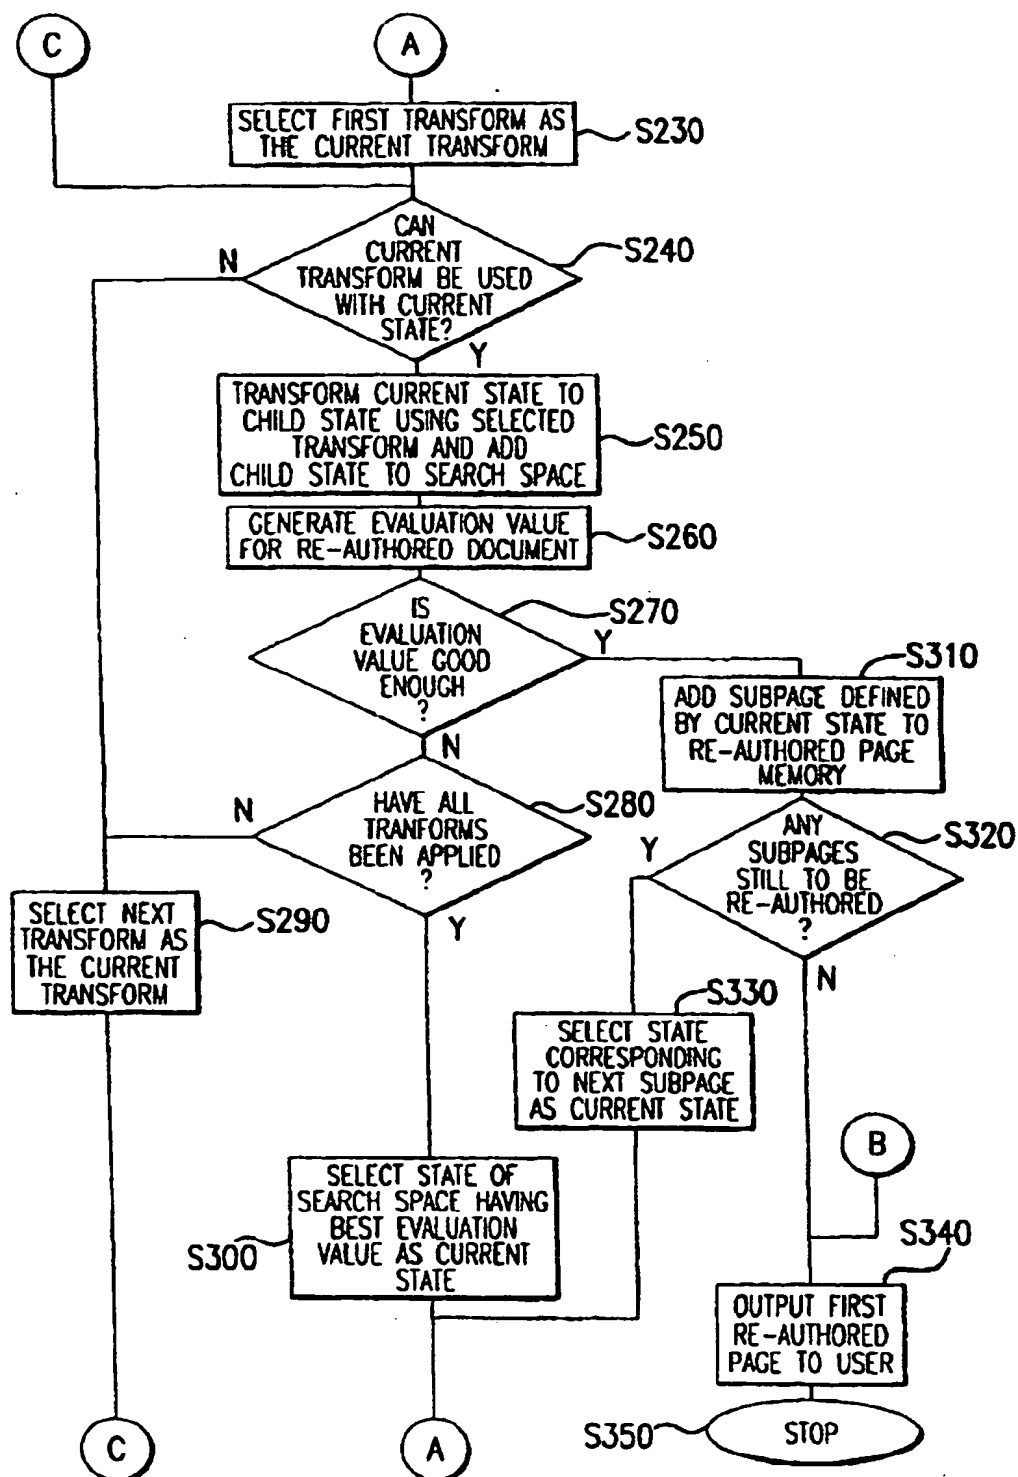 C
A
SELECT FIRST TRANSFORM AS
THE CURRENT TRANSFORM
S230
CAN
CURRENT
TRANSFORM BE USED
WITH CURRENT
STATE?
S240
N
Y
TRANSFORM CURRENT STATE TO
CHILD STATE USING SELECTED
TRANSFORM AND ADD
CHILD STATE TO SEARCH SPACE
S250
GENERATE EVALUATION VALUE
FOR RE-AUTHORED DOCUMENT
S260
IS
EVALUATION
VALUE GOOD
ENOUGH
?
S270
Y
N
ADD SUBPAGE DEFINED
BY CURRENT STATE TO
RE-AUTHORED PAGE
MEMORY
S310
HAVE ALL
TRANFORMS
BEEN APPLIED
?
S280
N
Y
ANY
SUBPAGES
STILL TO BE
RE-AUTHORED
?
S320
Y
N
SELECT NEXT
TRANSFORM AS
THE CURRENT
TRANSFORM
S290
SELECT STATE
CORRESPONDING
TO NEXT SUBPAGE
AS CURRENT STATE
S330
B
SELECT STATE OF
SEARCH SPACE HAVING
BEST EVALUATION
VALUE AS CURRENT
STATE
S300
OUTPUT FIRST
RE-AUTHORED
PAGE TO USER
S340
STOP
S350
C
A